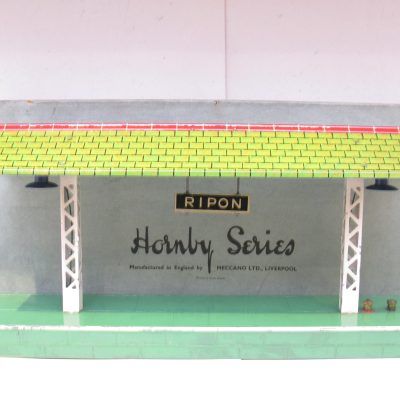 RIPON
Hornby Series
Manufactured in England by MECCANO LTD., LIVERPOOL